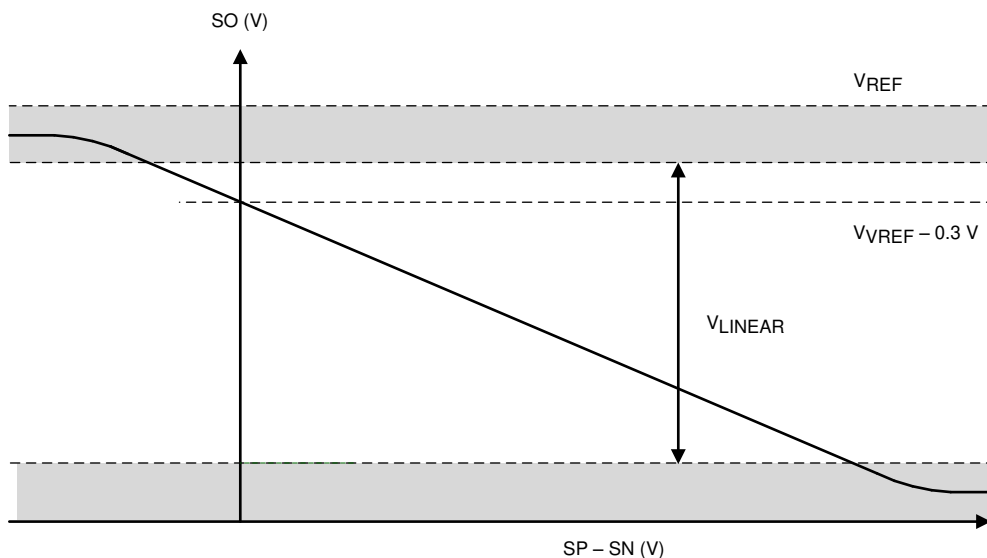 SO (V)
VREF
VVREF – 0.3 V
VLINEAR
SP – SN (V)